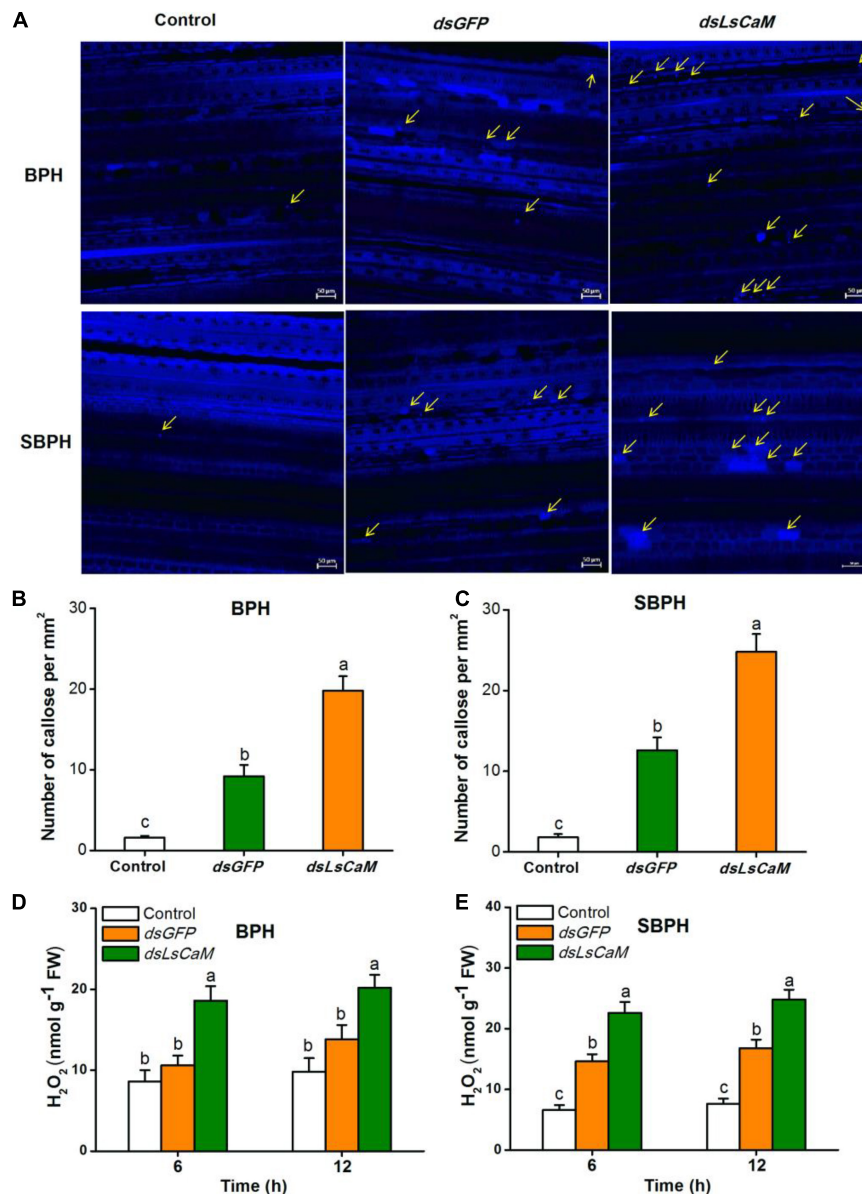 A
Control
dsGFP
dsLsCaM
BPH
50 µm
50 µm
50 µm
SBPH
50 µm
50 µm
B
BPH
Number of callose per mm²
30
20
10
0
c
b
a
Control
dsGFP
dsLsCaM
C
SBPH
Number of callose per mm²
30
20
10
0
c
b
a
Control
dsGFP
dsLsCaM
D
Control
dsGFP
dsLsCaM
BPH
H₂O₂ (nmol g⁻¹ FW)
30
20
10
0
b
b
a
b
b
a
6
12
Time (h)
E
Control
dsGFP
dsLsCaM
SBPH
H₂O₂ (nmol g⁻¹ FW)
40
30
20
10
0
c
b
a
c
b
a
6
12
Time (h)